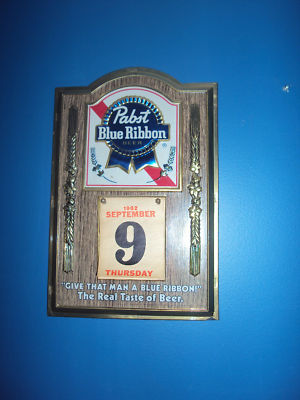 Pabst
Blue Ribbon
BEER
1982
SEPTEMBER
9
THURSDAY
"GIVE THAT MAN A BLUE RIBBON!"
The Real Taste of Beer.